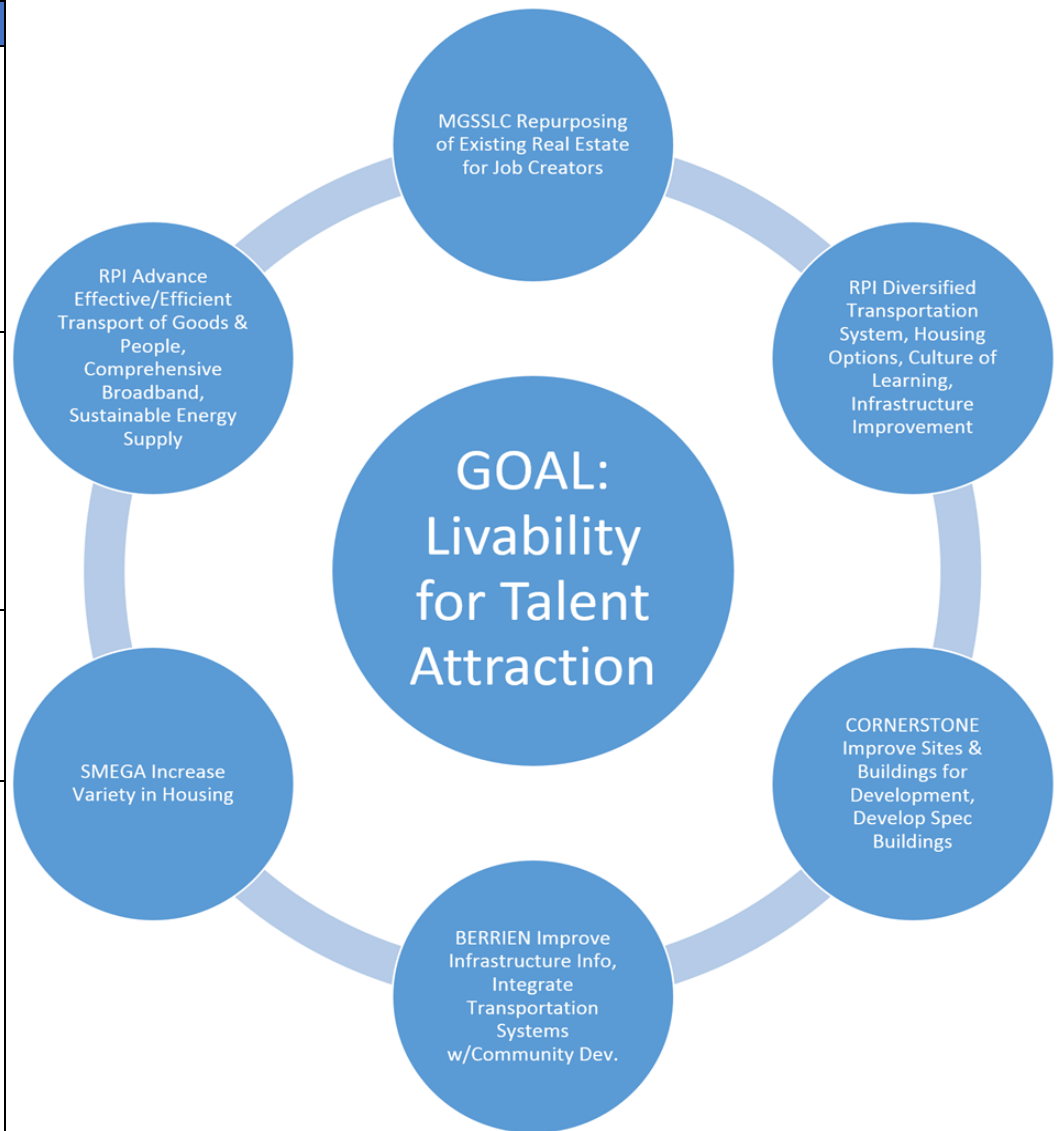 MGSSLC Repurposing
of Existing Real Estate
for Job Creators
RPI Diversified
Transportation
System, Housing
Options, Culture of
Learning,
Infrastructure
Improvement
CORNERSTONE
Improve Sites &
Buildings for
Development,
Develop Spec
Buildings
BERRIEN Improve
Infrastructure Info,
Integrate
Transportation
Systems
w/Community Dev.
SMEGA Increase
Variety in Housing
RPI Advance
Effective/Efficient
Transport of Goods &
People,
Comprehensive
Broadband,
Sustainable Energy
Supply
GOAL:
Livability
for Talent
Attraction